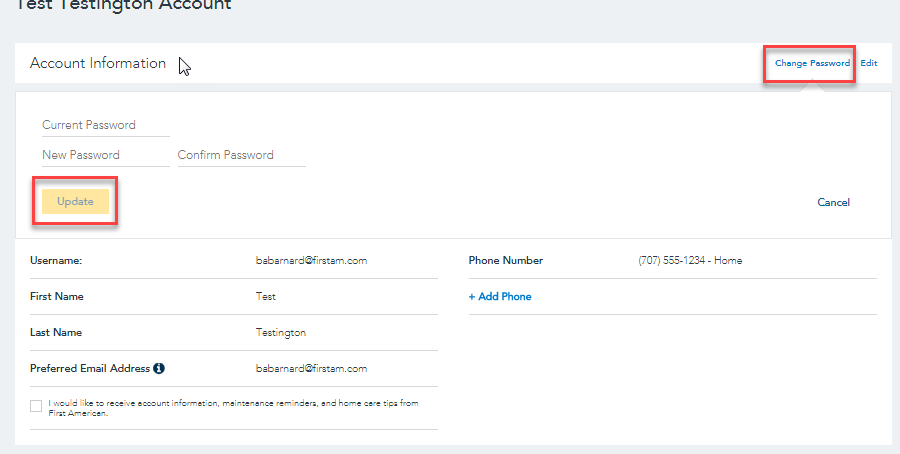 Test Testington Account
Account Information
Change Password
Edit
Current Password
New Password
Confirm Password
Update
Cancel
Username:
babarnard@firstam.com
Phone Number
(707) 555-1234 - Home
First Name
Test
+ Add Phone
Last Name
Testington
Preferred Email Address
babarnard@firstam.com
I would like to receive account information, maintenance reminders, and home care tips from
First American.